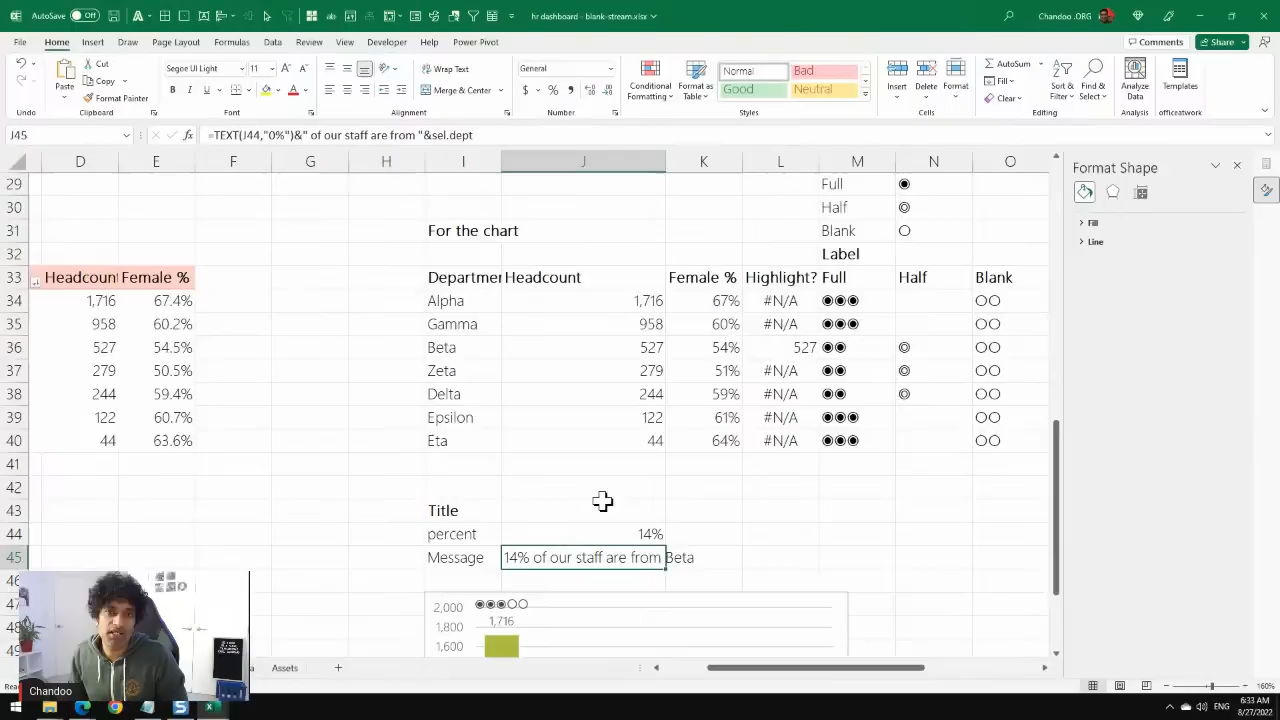 AutoSave Off
hr dashboard - blank-stream.xlsx
Chandoo .ORG
File Home Insert Draw Page Layout Formulas Data Review View Developer Help Power Pivot Comments Share
Cut
Copy
Format Painter
Paste
Segoe UI Light 11
Wrap Text
Merge & Center
General
Conditional Formatting
Format as Table
Normal Bad
Good Neutral
Insert Delete Format
AutoSum
Fill
Clear
Sort & Filter
Find & Select
Analyze Data
Templates
Undo Clipboard Font Alignment Number Styles Cells Editing Analysis officeatwork
J45 =TEXT(J44,"0%")&" of our staff are from "&sel.dept
D E F G H I J K L M N O
29 Full ◉
30 Half ◎
31 For the chart Blank ○
32 Label
33 Headcount Female % Departmen Headcount Female % Highlight? Full Half Blank
34 1,716 67.4% Alpha 1,716 67% #N/A ◉◉◉ ○○
35 958 60.2% Gamma 958 60% #N/A ◉◉◉ ○○
36 527 54.5% Beta 527 54% 527 ◉◉ ◎ ○○
37 279 50.5% Zeta 279 51% #N/A ◉◉ ◎ ○○
38 244 59.4% Delta 244 59% #N/A ◉◉ ◎ ○○
39 122 60.7% Epsilon 122 61% #N/A ◉◉◉ ○○
40 44 63.6% Eta 44 64% #N/A ◉◉◉ ○○
41
42
43 Title
44 percent 14%
45 Message 14% of our staff are from Beta
46
2,000 ◉◉◉○○
1,716
1,800
1,600
Format Shape
Fill
Line
Chandoo
Assets
160%
ENG
6:33 AM
8/27/2022